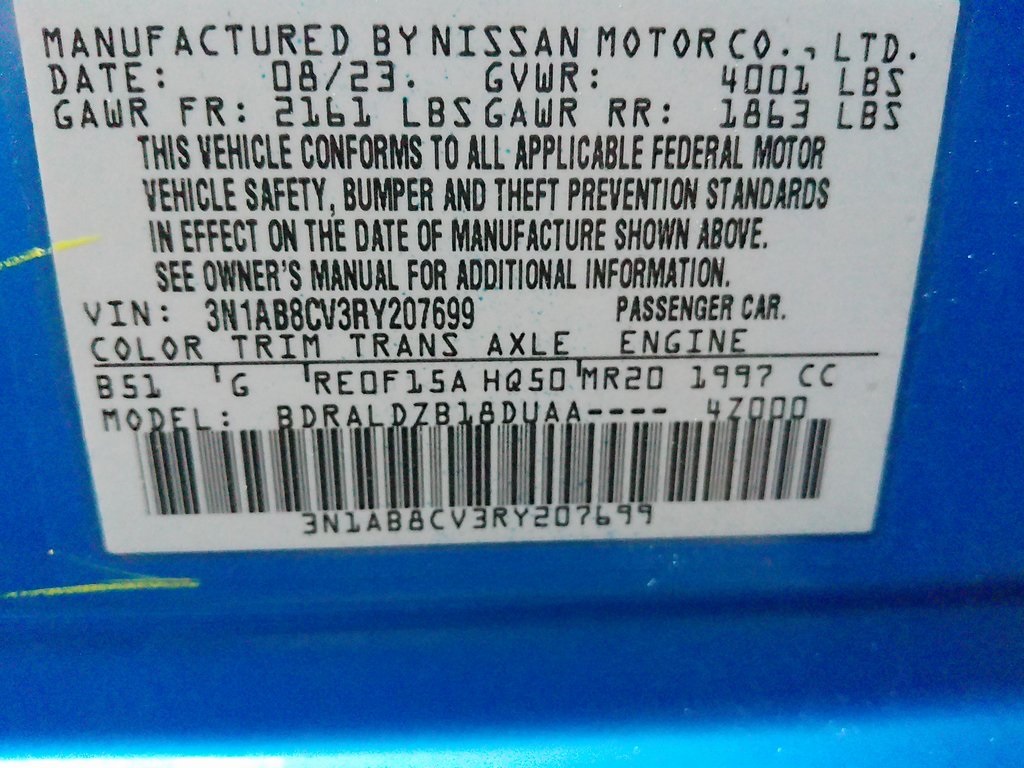 MANUFACTURED BY NISSAN MOTOR CO., LTD.
DATE: 08/23. GVWR: 4001 LBS
GAWR FR: 2161 LBS GAWR RR: 1863 LBS
THIS VEHICLE CONFORMS TO ALL APPLICABLE FEDERAL MOTOR
VEHICLE SAFETY, BUMPER AND THEFT PREVENTION STANDARDS
IN EFFECT ON THE DATE OF MANUFACTURE SHOWN ABOVE.
SEE OWNER'S MANUAL FOR ADDITIONAL INFORMATION.
VIN: 3N1AB8CV3RY207699 PASSENGER CAR.
COLOR TRIM TRANS AXLE ENGINE
B51 G RE0F15A HQ50 MR20 1997 CC
MODEL: BDRALDZB18DUAA---- 4Z000
3N1AB8CV3RY207699